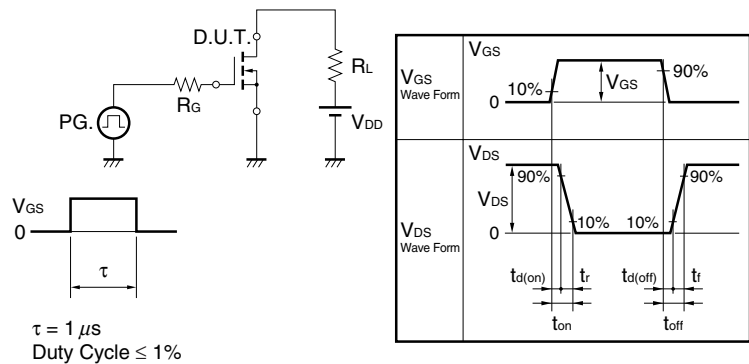 D.U.T.
RL
RG
PG.
VDD
VGS
0
τ
τ = 1 μs
Duty Cycle ≤ 1%
VGS
Wave Form
VGS
10%
VGS
90%
0
VDS
Wave Form
VDS
90%
VDS
10%
10%
90%
0
td(on)
tr
td(off)
tf
ton
toff